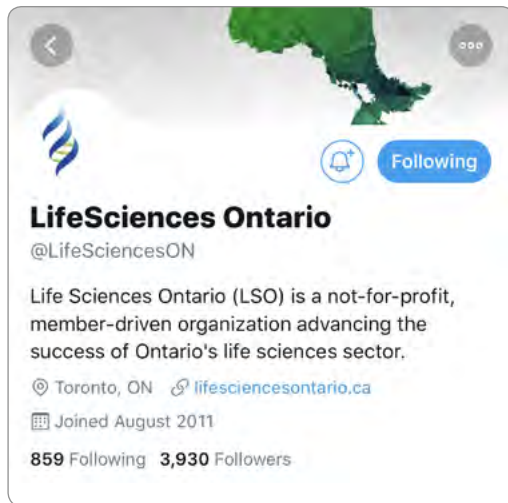 Following
LifeSciences Ontario
@LifeSciencesON
Life Sciences Ontario (LSO) is a not-for-profit,
member-driven organization advancing the
success of Ontario's life sciences sector.
Toronto, ON lifesciencesontario.ca
Joined August 2011
859 Following 3,930 Followers